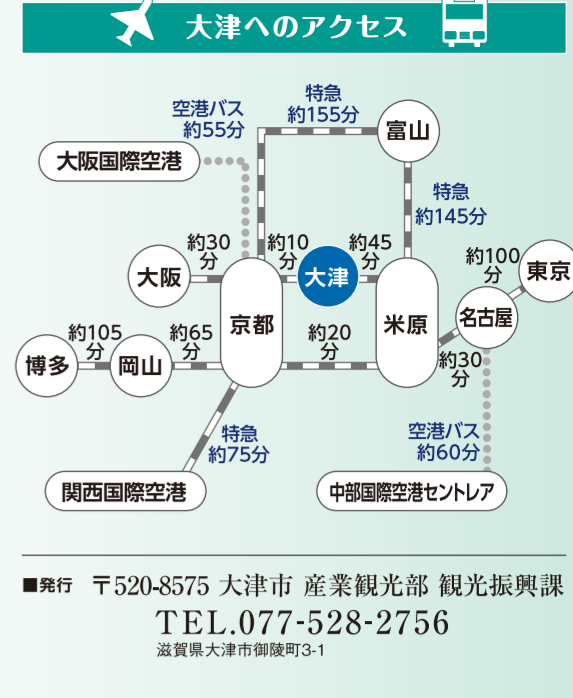 大津へのアクセス
特急
約155分
空港バス
約55分
富山
大阪国際空港
特急
約145分
約30
分
約10
分
約45
分
約100
分
東京
大阪
大津
京都
米原
名古屋
約105
分
約65
分
約20
分
約30
分
博多
岡山
特急
約75分
空港バス
約60分
関西国際空港
中部国際空港セントレア
■発行 〒520-8575 大津市 産業観光部 観光振興課
TEL.077-528-2756
滋賀県大津市御陵町3-1